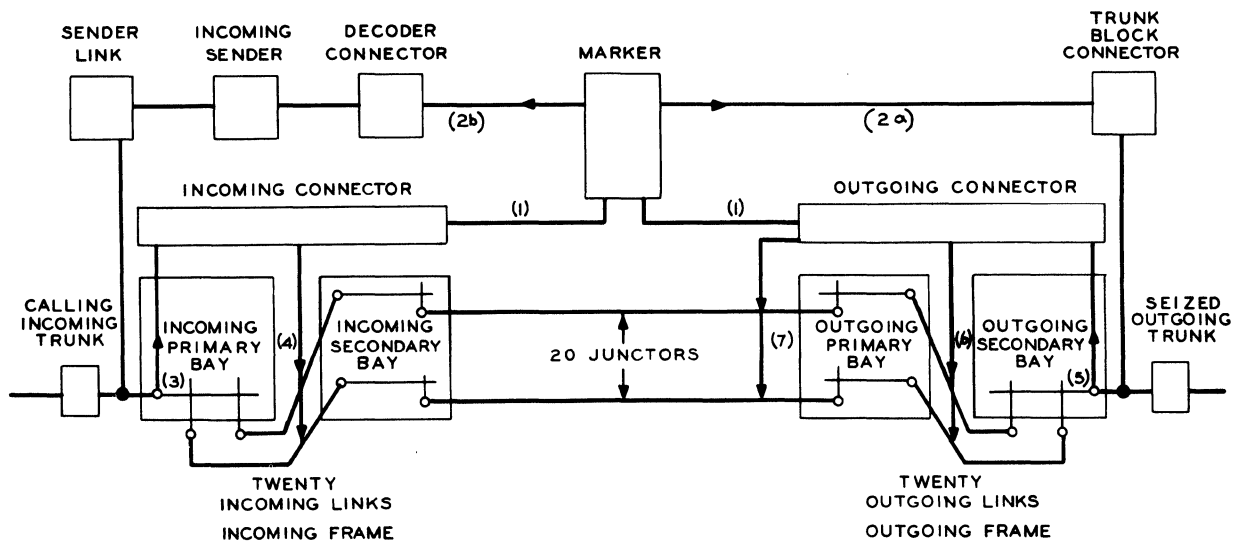 SENDER
LINK
INCOMING
SENDER
DECODER
CONNECTOR
MARKER
TRUNK
BLOCK
CONNECTOR
(2b)
(2a)
INCOMING CONNECTOR
OUTGOING CONNECTOR
(1)
(1)
CALLING
INCOMING
TRUNK
INCOMING
PRIMARY
BAY
(3)
(4)
INCOMING
SECONDARY
BAY
20 JUNCTORS
(7)
OUTGOING
PRIMARY
BAY
(6)
OUTGOING
SECONDARY
BAY
(5)
SEIZED
OUTGOING
TRUNK
TWENTY
INCOMING LINKS
INCOMING FRAME
TWENTY
OUTGOING LINKS
OUTGOING FRAME